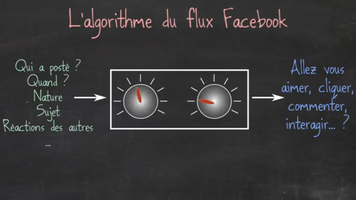 L'algorithme du flux Facebook
Qui a posté ?
Quand ?
Nature
Sujet
Réactions des autres
...
Allez vous
aimer, cliquer,
commenter,
interagir... ?